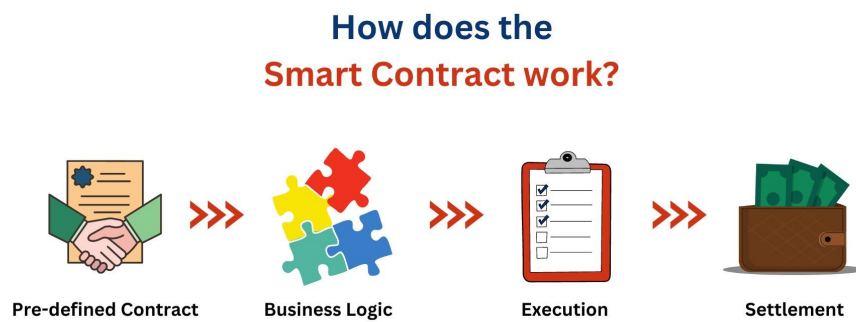 How does the
Smart Contract work?
Pre-defined Contract
Business Logic
Execution
Settlement